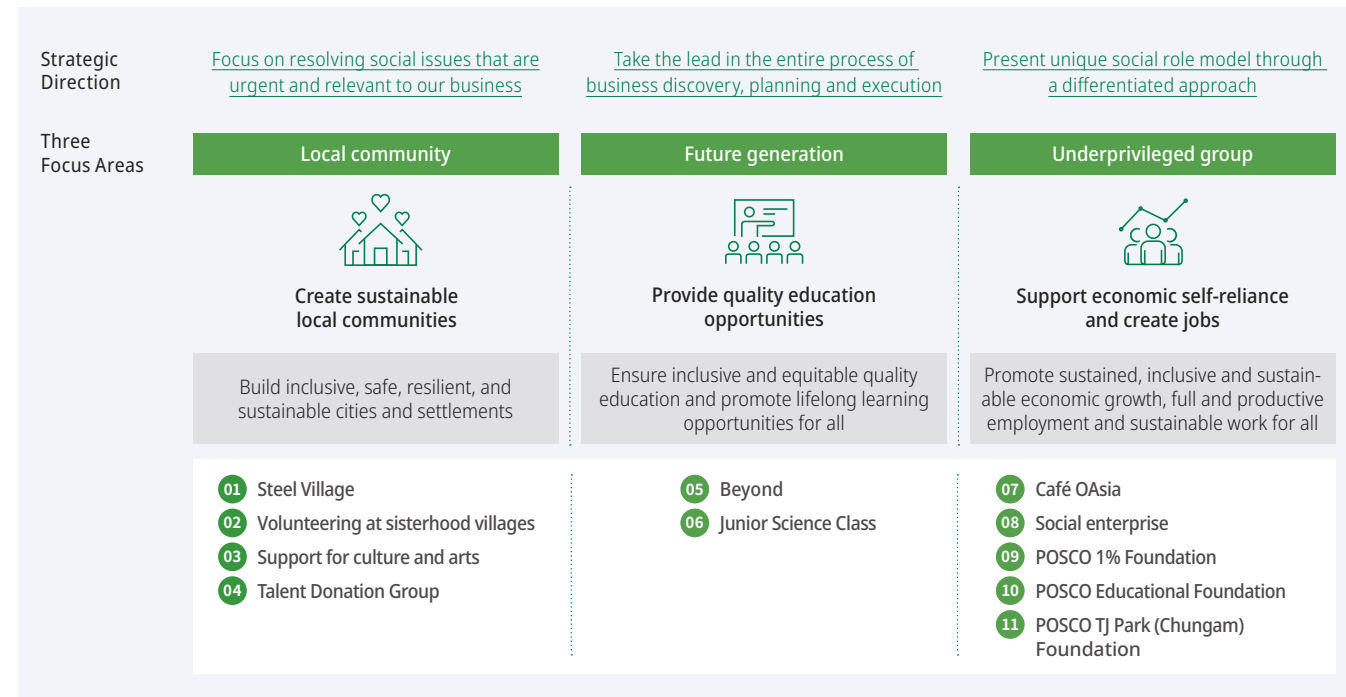 Strategic
Direction
Focus on resolving social issues that are
urgent and relevant to our business
Take the lead in the entire process of
business discovery, planning and execution
Present unique social role model through
a differentiated approach
Three
Focus Areas
Local community
Future generation
Underprivileged group
Create sustainable
local communities
Provide quality education
opportunities
Support economic self-reliance
and create jobs
Build inclusive, safe, resilient, and
sustainable cities and settlements
Ensure inclusive and equitable quality
education and promote lifelong learning
opportunities for all
Promote sustained, inclusive and sustain-
able economic growth, full and productive
employment and sustainable work for all
01 Steel Village
02 Volunteering at sisterhood villages
03 Support for culture and arts
04 Talent Donation Group
05 Beyond
06 Junior Science Class
07 Café OAsia
08 Social enterprise
09 POSCO 1% Foundation
10 POSCO Educational Foundation
11 POSCO TJ Park (Chungam)
Foundation